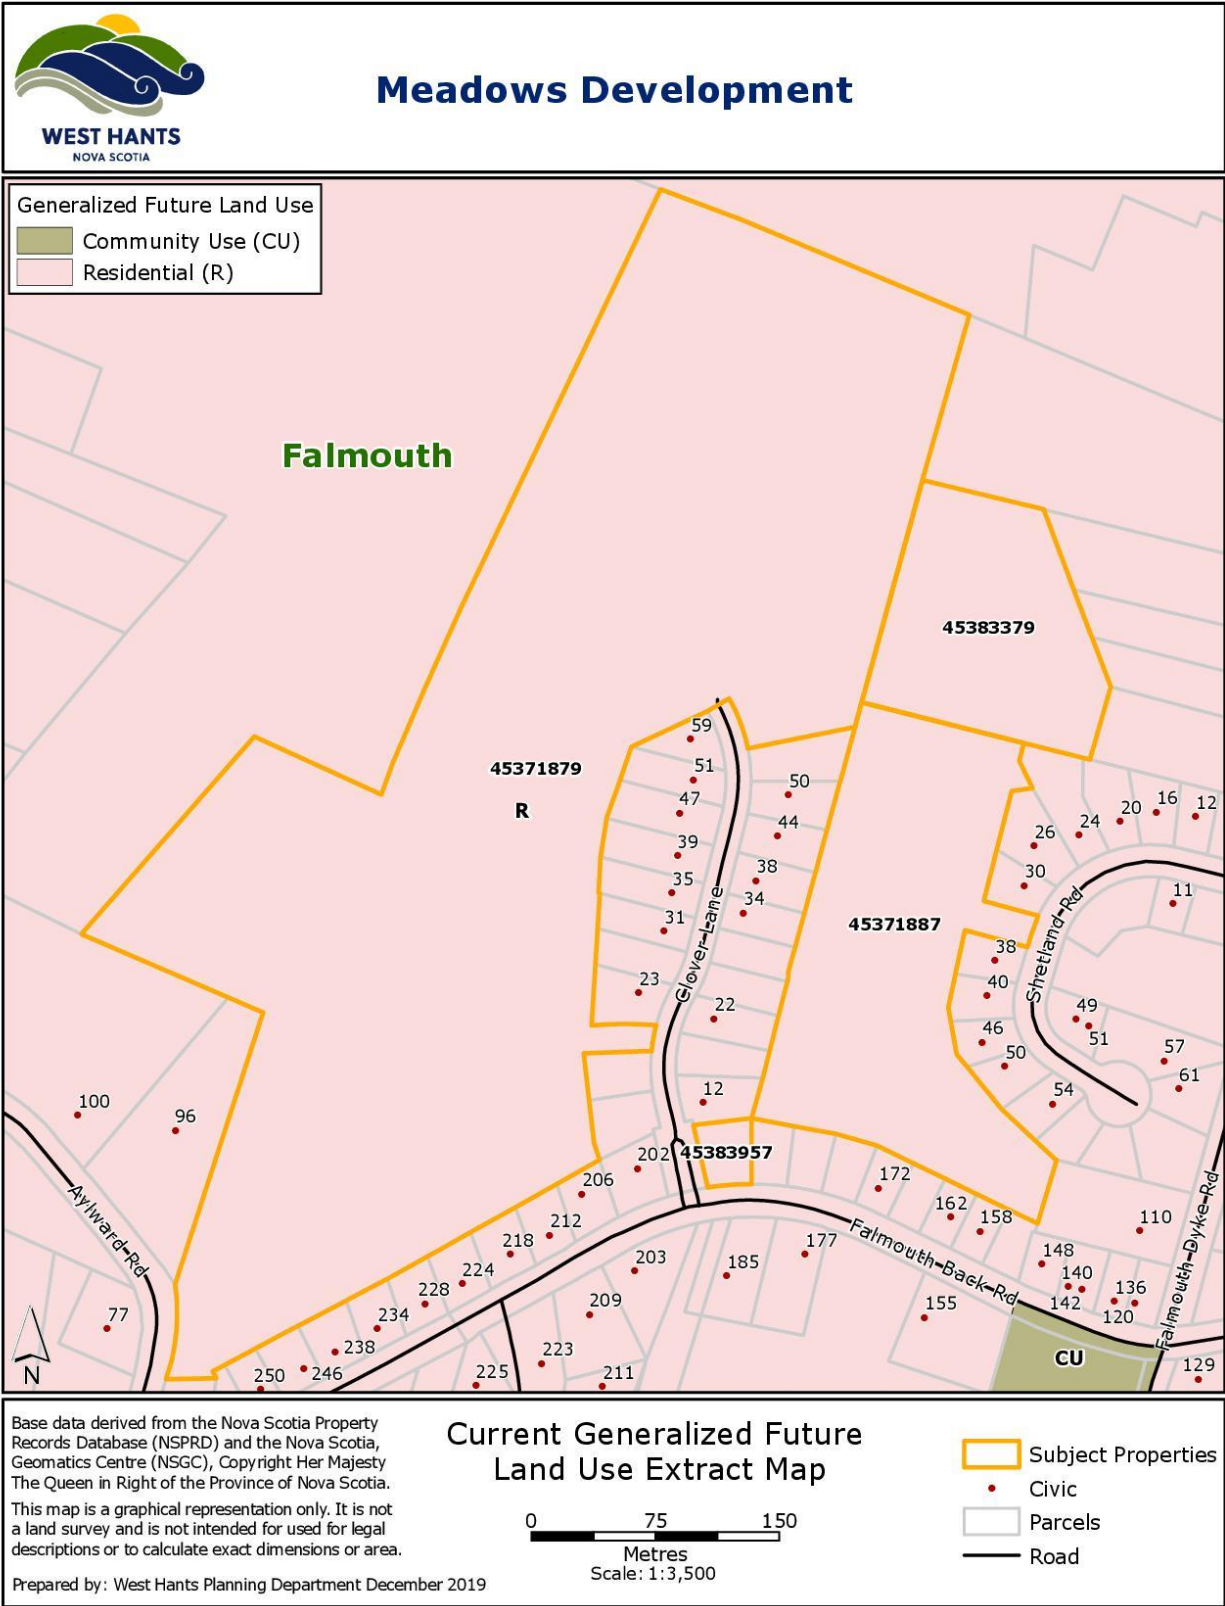 WEST HANTS
NOVA SCOTIA
Meadows Development
Generalized Future Land Use
Community Use (CU)
Residential (R)
Falmouth
45383379
45371879
R
59
51
47
39
35
31
23
50
44
38
34
22
12
Clover Lane
45371887
26
24
20
16
12
30
11
38
40
46
50
54
49
51
57
61
Shetland Rd
100
96
77
Aylward Rd
45383957
202
206
212
218
224
228
234
238
246
250
172
162
158
148
140
142
136
120
110
129
Falmouth Back Rd
Falmouth Dyke Rd
203
209
223
225
211
185
177
155
CU
N
Base data derived from the Nova Scotia Property
Records Database (NSPRD) and the Nova Scotia,
Geomatics Centre (NSGC), Copyright Her Majesty
The Queen in Right of the Province of Nova Scotia.
This map is a graphical representation only. It is not
a land survey and is not intended for used for legal
descriptions or to calculate exact dimensions or area.
Prepared by: West Hants Planning Department December 2019
Current Generalized Future
Land Use Extract Map
0 75 150
Metres
Scale: 1:3,500
Subject Properties
Civic
Parcels
Road